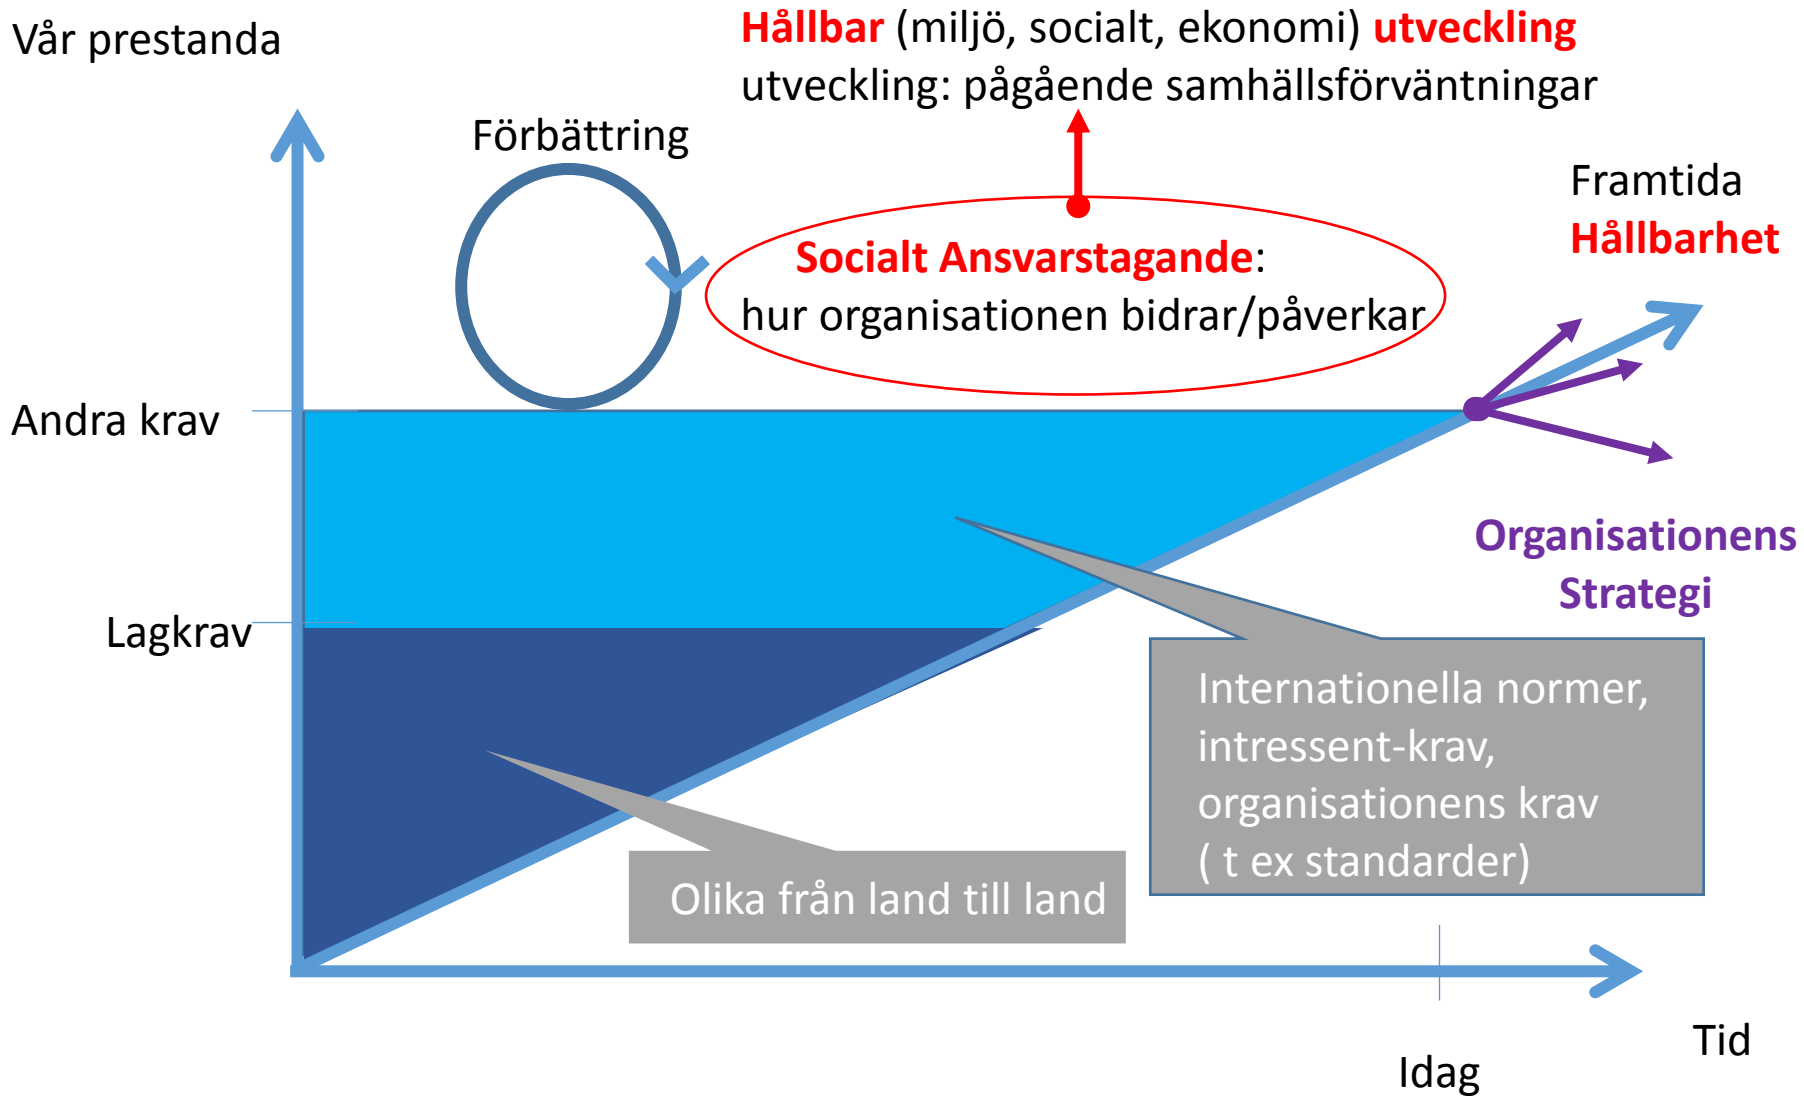 Vår prestanda
Hållbar (miljö, socialt, ekonomi) utveckling
utveckling: pågående samhällsförväntningar
Förbättring
Framtida
Hållbarhet
Socialt Ansvarstagande:
hur organisationen bidrar/påverkar
Andra krav
Organisationens
Strategi
Lagkrav
Internationella normer,
intressent-krav,
organisationens krav
( t ex standarder)
Olika från land till land
Tid
Idag